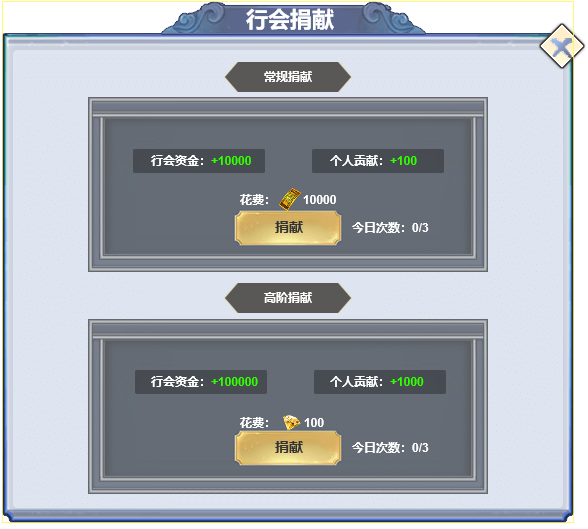 行会捐献
常规捐献
行会资金：+10000 个人贡献：+100
花费： 10000
捐献 今日次数：0/3
高阶捐献
行会资金：+100000 个人贡献：+1000
花费： 100
捐献 今日次数：0/3